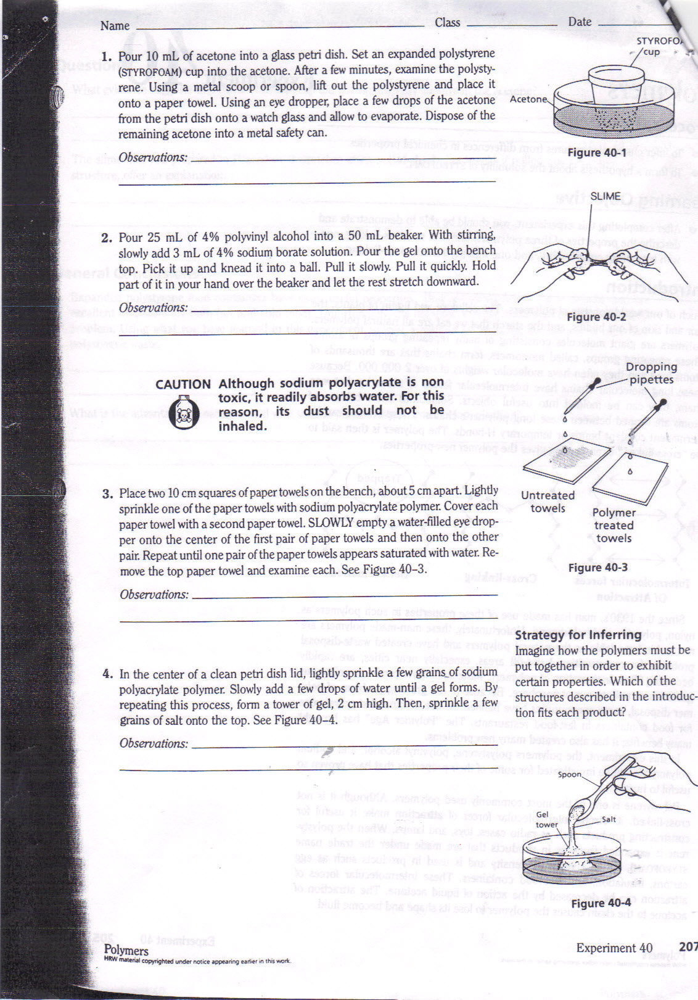 Name Class Date
1. Pour 10 mL of acetone into a glass petri dish. Set an expanded polystyrene
(STYROFOAM) cup into the acetone. After a few minutes, examine the polysty-
rene. Using a metal scoop or spoon, lift out the polystyrene and place it
onto a paper towel. Using an eye dropper, place a few drops of the acetone
from the petri dish onto a watch glass and allow to evaporate. Dispose of the
remaining acetone into a metal safety can.
Observations:
cup
Acetone
Figure 40-1
2. Pour 25 mL of 4% polyvinyl alcohol into a 50 mL beaker. With stirring,
slowly add 3 mL of 4% sodium borate solution. Pour the gel onto the bench
top. Pick it up and knead it into a ball. Pull it slowly. Pull it quickly. Hold
part of it in your hand over the beaker and let the rest stretch downward.
Observations:
SLIME
Figure 40-2
CAUTION Although sodium polyacrylate is non
toxic, it readily absorbs water. For this
reason, its dust should not be
inhaled.
Dropping
pipettes
Untreated
towels
Polymer
treated
towels
Figure 40-3
3. Place two 10 cm squares of paper towels on the bench, about 5 cm apart. Lightly
sprinkle one of the paper towels with sodium polyacrylate polymer. Cover each
paper towel with a second paper towel. SLOWLY empty a water-filled eye drop-
per onto the center of the first pair of paper towels and then onto the other
pair. Repeat until one pair of the paper towels appears saturated with water. Re-
move the top paper towel and examine each. See Figure 40–3.
Observations:
4. In the center of a clean petri dish lid, lightly sprinkle a few grains of sodium
polyacrylate polymer. Slowly add a few drops of water until a gel forms. By
repeating this process, form a tower of gel, 2 cm high. Then, sprinkle a few
grains of salt onto the top. See Figure 40–4.
Observations:
Strategy for Inferring
Imagine how the polymers must be
put together in order to exhibit
certain properties. Which of the
structures described in the introduc-
tion fits each product?
Spoon
Gel
tower
Salt
Figure 40-4
Polymers
HRW material copyrighted under notice appearing earlier in this work.
Experiment 40 207